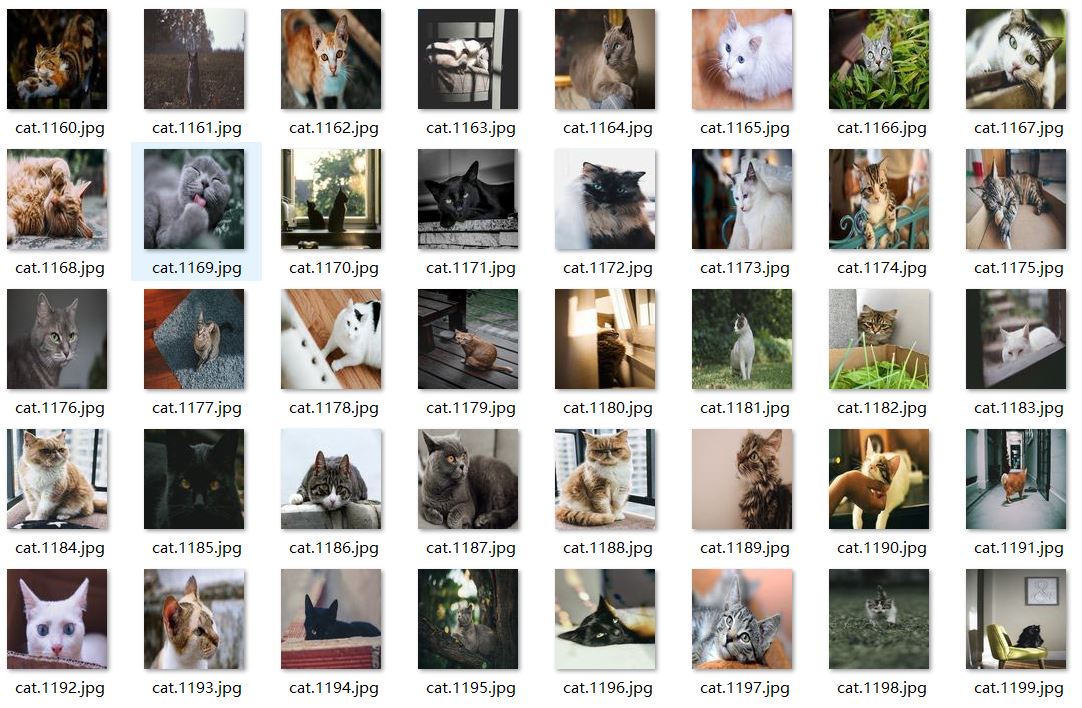 cat.1160.jpg cat.1161.jpg cat.1162.jpg cat.1163.jpg cat.1164.jpg cat.1165.jpg cat.1166.jpg cat.1167.jpg
cat.1168.jpg cat.1169.jpg cat.1170.jpg cat.1171.jpg cat.1172.jpg cat.1173.jpg cat.1174.jpg cat.1175.jpg
cat.1176.jpg cat.1177.jpg cat.1178.jpg cat.1179.jpg cat.1180.jpg cat.1181.jpg cat.1182.jpg cat.1183.jpg
cat.1184.jpg cat.1185.jpg cat.1186.jpg cat.1187.jpg cat.1188.jpg cat.1189.jpg cat.1190.jpg cat.1191.jpg
&
cat.1192.jpg cat.1193.jpg cat.1194.jpg cat.1195.jpg cat.1196.jpg cat.1197.jpg cat.1198.jpg cat.1199.jpg